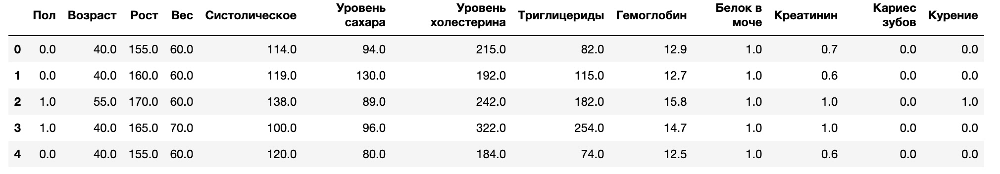 Пол Возраст Рост Вес Систолическое Уровень сахара Уровень холестерина Триглицериды Гемоглобин Белок в моче Креатинин Кариес зубов Курение
0 0.0 40.0 155.0 60.0 114.0 94.0 215.0 82.0 12.9 1.0 0.7 0.0 0.0
1 0.0 40.0 160.0 60.0 119.0 130.0 192.0 115.0 12.7 1.0 0.6 0.0 0.0
2 1.0 55.0 170.0 60.0 138.0 89.0 242.0 182.0 15.8 1.0 1.0 0.0 1.0
3 1.0 40.0 165.0 70.0 100.0 96.0 322.0 254.0 14.7 1.0 1.0 0.0 0.0
4 0.0 40.0 155.0 60.0 120.0 80.0 184.0 74.0 12.5 1.0 0.6 0.0 0.0